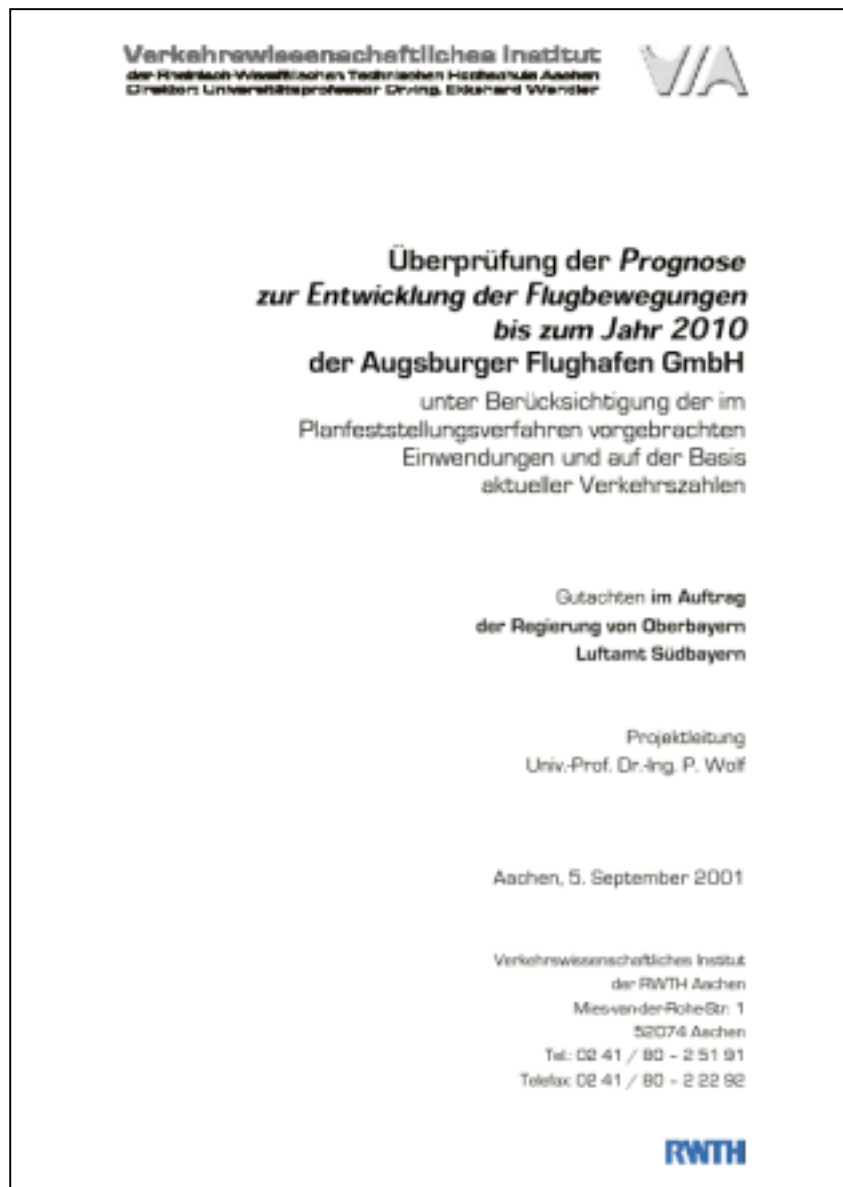 Verkehrswissenschaftliches Institut
der Rheinisch-Westfälischen Technischen Hochschule Aachen
Direktor: Universitätsprofessor Dr.-Ing. Ekkehard Wendler
VIA
Überprüfung der Prognose
zur Entwicklung der Flugbewegungen
bis zum Jahr 2010
der Augsburger Flughafen GmbH
unter Berücksichtigung der im
Planfeststellungsverfahren vorgebrachten
Einwendungen und auf der Basis
aktueller Verkehrszahlen
Gutachten im Auftrag
der Regierung von Oberbayern
Luftamt Südbayern
Projektleitung
Univ.-Prof. Dr.-Ing. P. Wolf
Aachen, 5. September 2001
Verkehrswissenschaftliches Institut
der RWTH Aachen
Mies-van-der-Rohe-Str. 1
52074 Aachen
Tel.: 02 41 / 80 - 2 51 91
Telefax: 02 41 / 80 - 2 22 92
RWTH